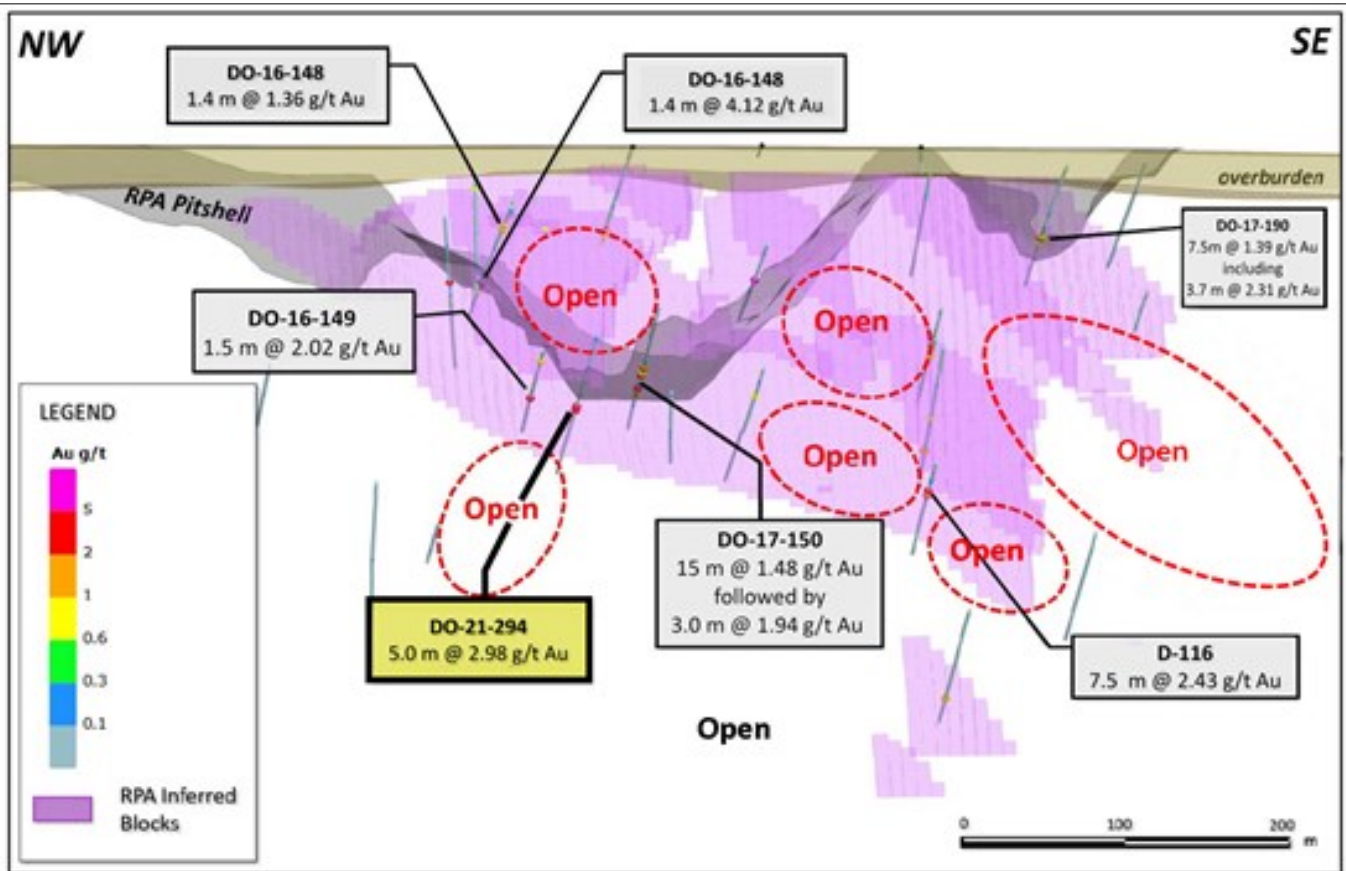 NW
SE
DO-16-148
1.4 m @ 1.36 g/t Au
DO-16-148
1.4 m @ 4.12 g/t Au
overburden
RPA Pitshell
DO-17-190
7.5m @ 1.39 g/t Au
including
3.7 m @ 2.31 g/t Au
Open
Open
DO-16-149
1.5 m @ 2.02 g/t Au
Open
Open
Open
Open
DO-17-150
15 m @ 1.48 g/t Au
followed by
3.0 m @ 1.94 g/t Au
DO-21-294
5.0 m @ 2.98 g/t Au
D-116
7.5 m @ 2.43 g/t Au
Open
LEGEND
Au g/t
5
2
1
0.6
0.3
0.1
RPA Inferred
Blocks
0 100 200
m